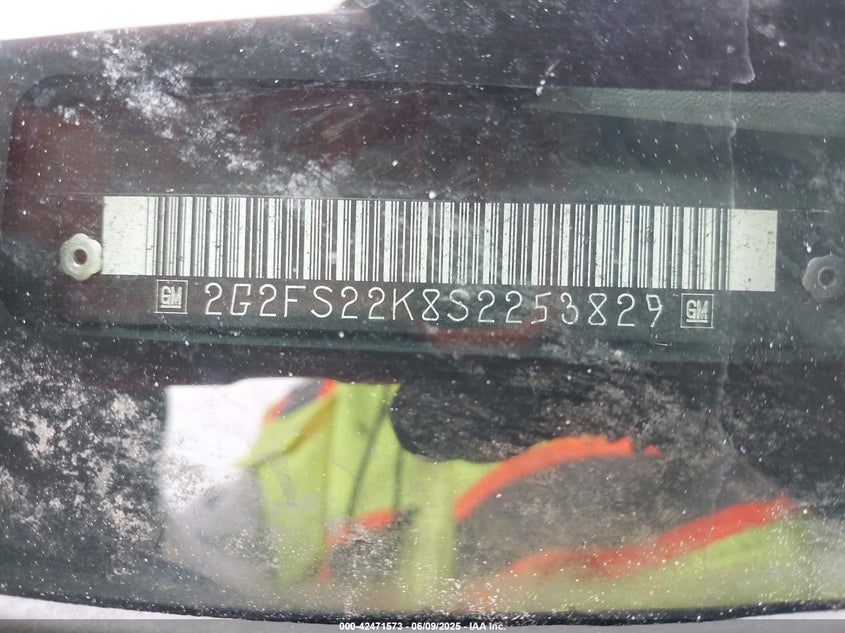 GM 2G2FS22K8S2253829 GM
000-42471573 - 06/09/2025 - IAA Inc.